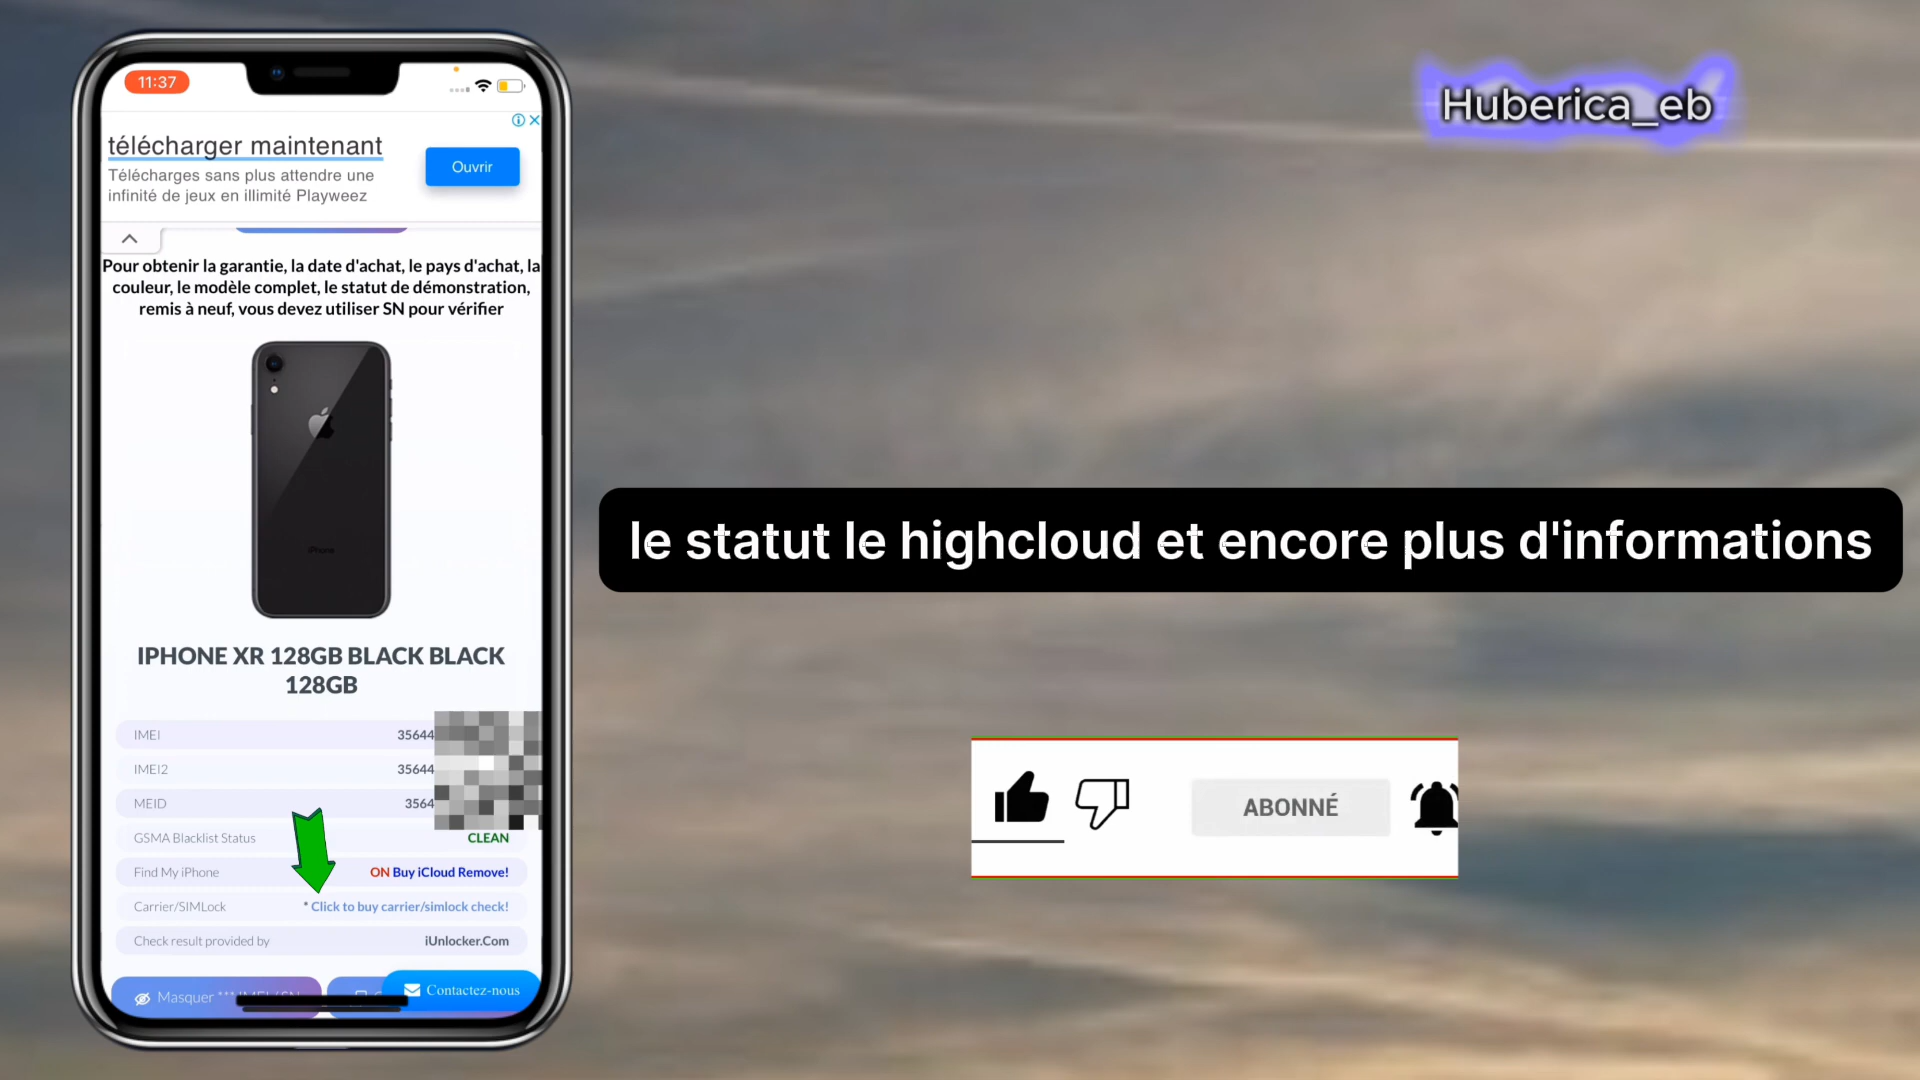 11:37
télécharger maintenant
Télécharges sans plus attendre une
infinité de jeux en illimité Playweez
Ouvrir
Pour obtenir la garantie, la date d'achat, le pays d'achat, la
couleur, le modèle complet, le statut de démonstration,
remis à neuf, vous devez utiliser SN pour vérifier
iPhone
IPHONE XR 128GB BLACK BLACK
128GB
IMEI 35644
IMEI2 35644
MEID 3564
GSMA Blacklist Status CLEAN
Find My iPhone ON Buy iCloud Remove!
Carrier/SIMLock * Click to buy carrier/simlock check!
Check result provided by iUnlocker.Com
Masquer
Contactez-nous
Huberica_eb
le statut le highcloud et encore plus d'informations
ABONNÉ